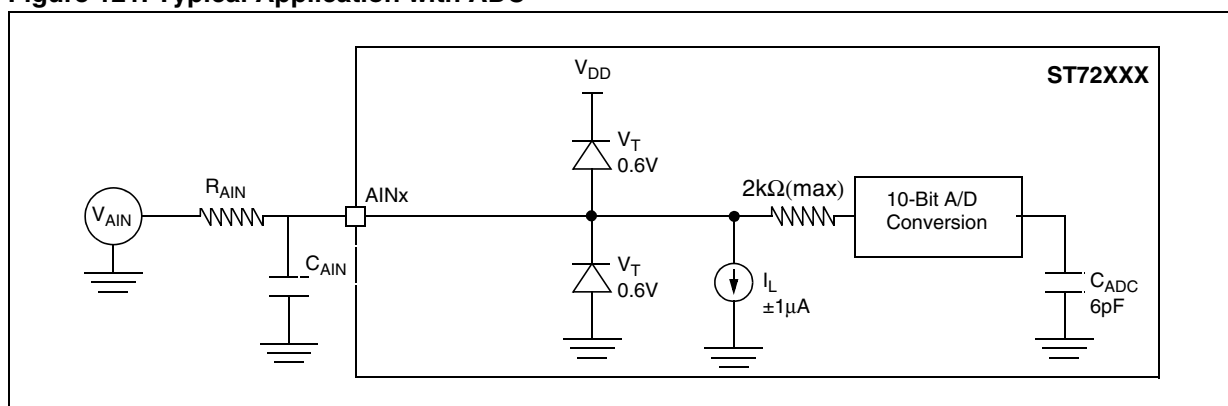 Figure 121. Typical Application with ADC
ST72XXX
VDD
VT
0.6V
RAIN
AINx
2kΩ(max)
10-Bit A/D
Conversion
VAIN
CAIN
VT
0.6V
IL
±1μA
CADC
6pF